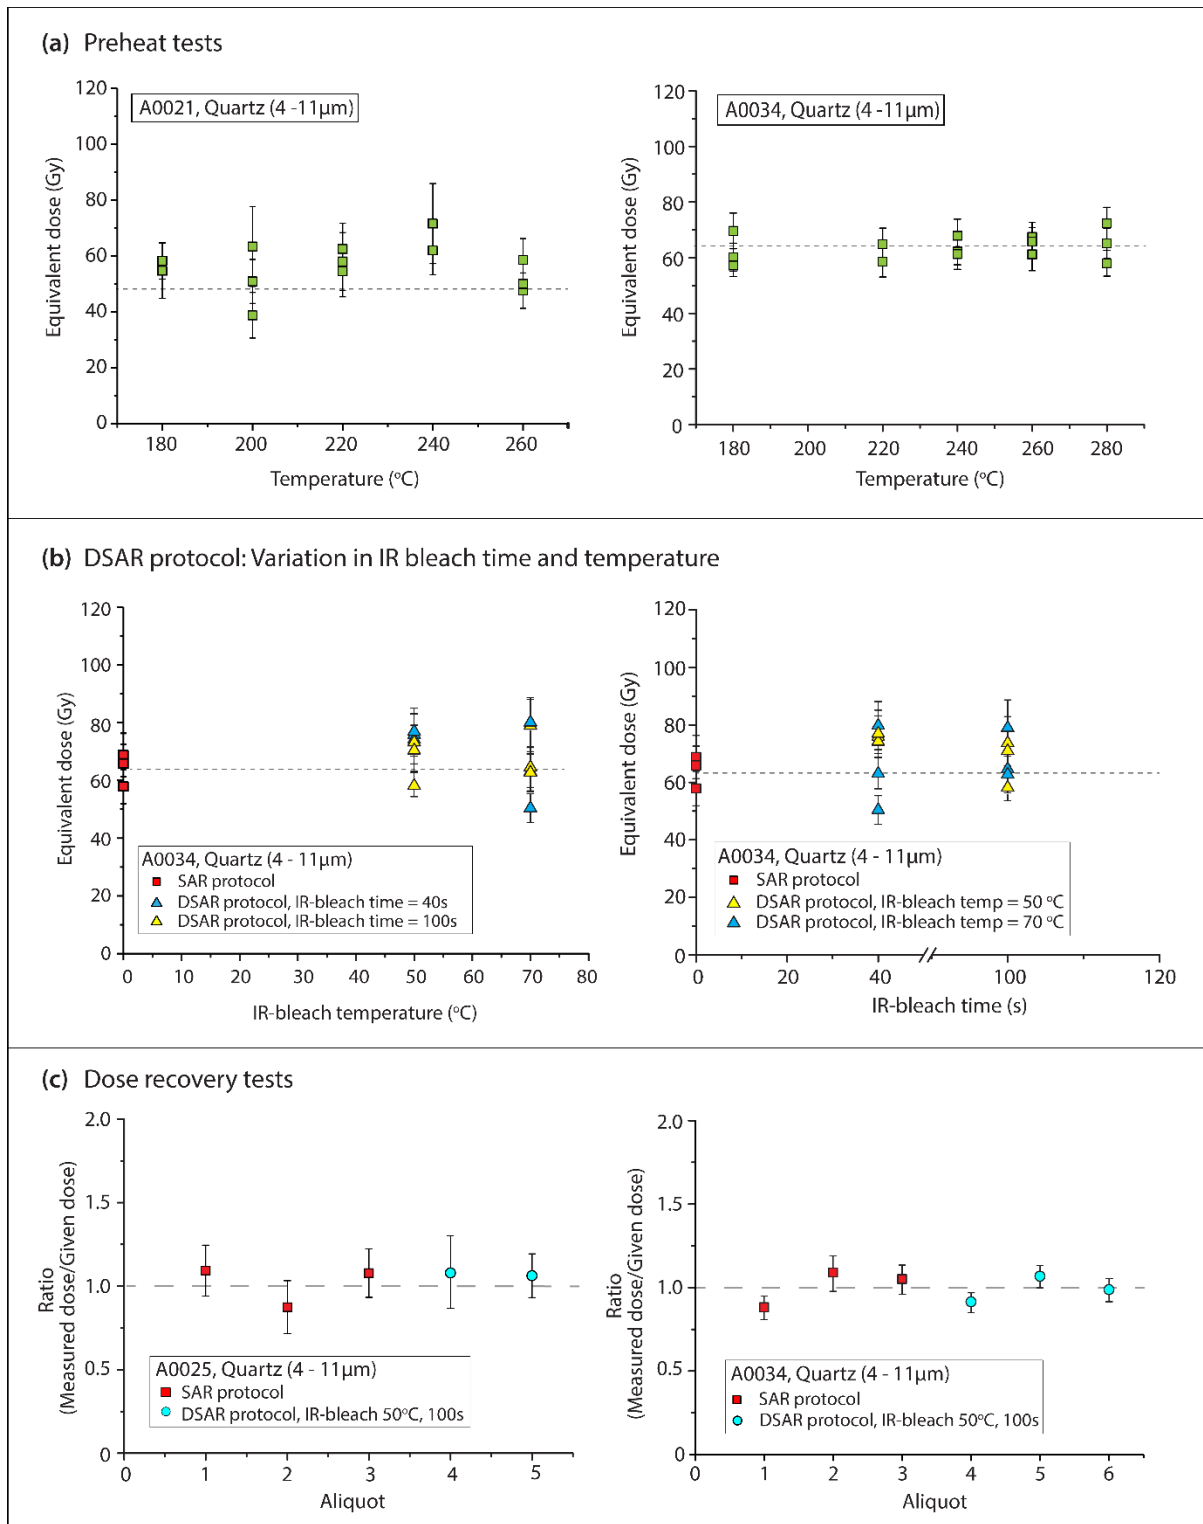 (a) Preheat tests
A0021, Quartz (4 -11µm)
Equivalent dose (Gy)
120
100
80
60
40
20
0
180 200 220 240 260
Temperature (°C)
A0034, Quartz (4 -11µm)
Equivalent dose (Gy)
120
100
80
60
40
20
0
180 200 220 240 260 280
Temperature (°C)
(b) DSAR protocol: Variation in IR bleach time and temperature
Equivalent dose (Gy)
120
100
80
60
40
20
0
A0034, Quartz (4 - 11µm)
SAR protocol
DSAR protocol, IR-bleach time = 40s
DSAR protocol, IR-bleach time = 100s
0 10 20 30 40 50 60 70 80
IR-bleach temperature (°C)
Equivalent dose (Gy)
120
100
80
60
40
20
0
A0034, Quartz (4 - 11µm)
SAR protocol
DSAR protocol, IR-bleach temp = 50 °C
DSAR protocol, IR-bleach temp = 70 °C
0 20 40 100 120
IR-bleach time (s)
(c) Dose recovery tests
Ratio
(Measured dose/Given dose)
2.0
1.5
1.0
0.5
0
A0025, Quartz (4 - 11µm)
SAR protocol
DSAR protocol, IR-bleach 50°C, 100s
0 1 2 3 4 5
Aliquot
Ratio
(Measured dose/Given dose)
2.0
1.5
1.0
0.5
0
A0034, Quartz (4 - 11µm)
SAR protocol
DSAR protocol, IR-bleach 50°C, 100s
0 1 2 3 4 5 6
Aliquot